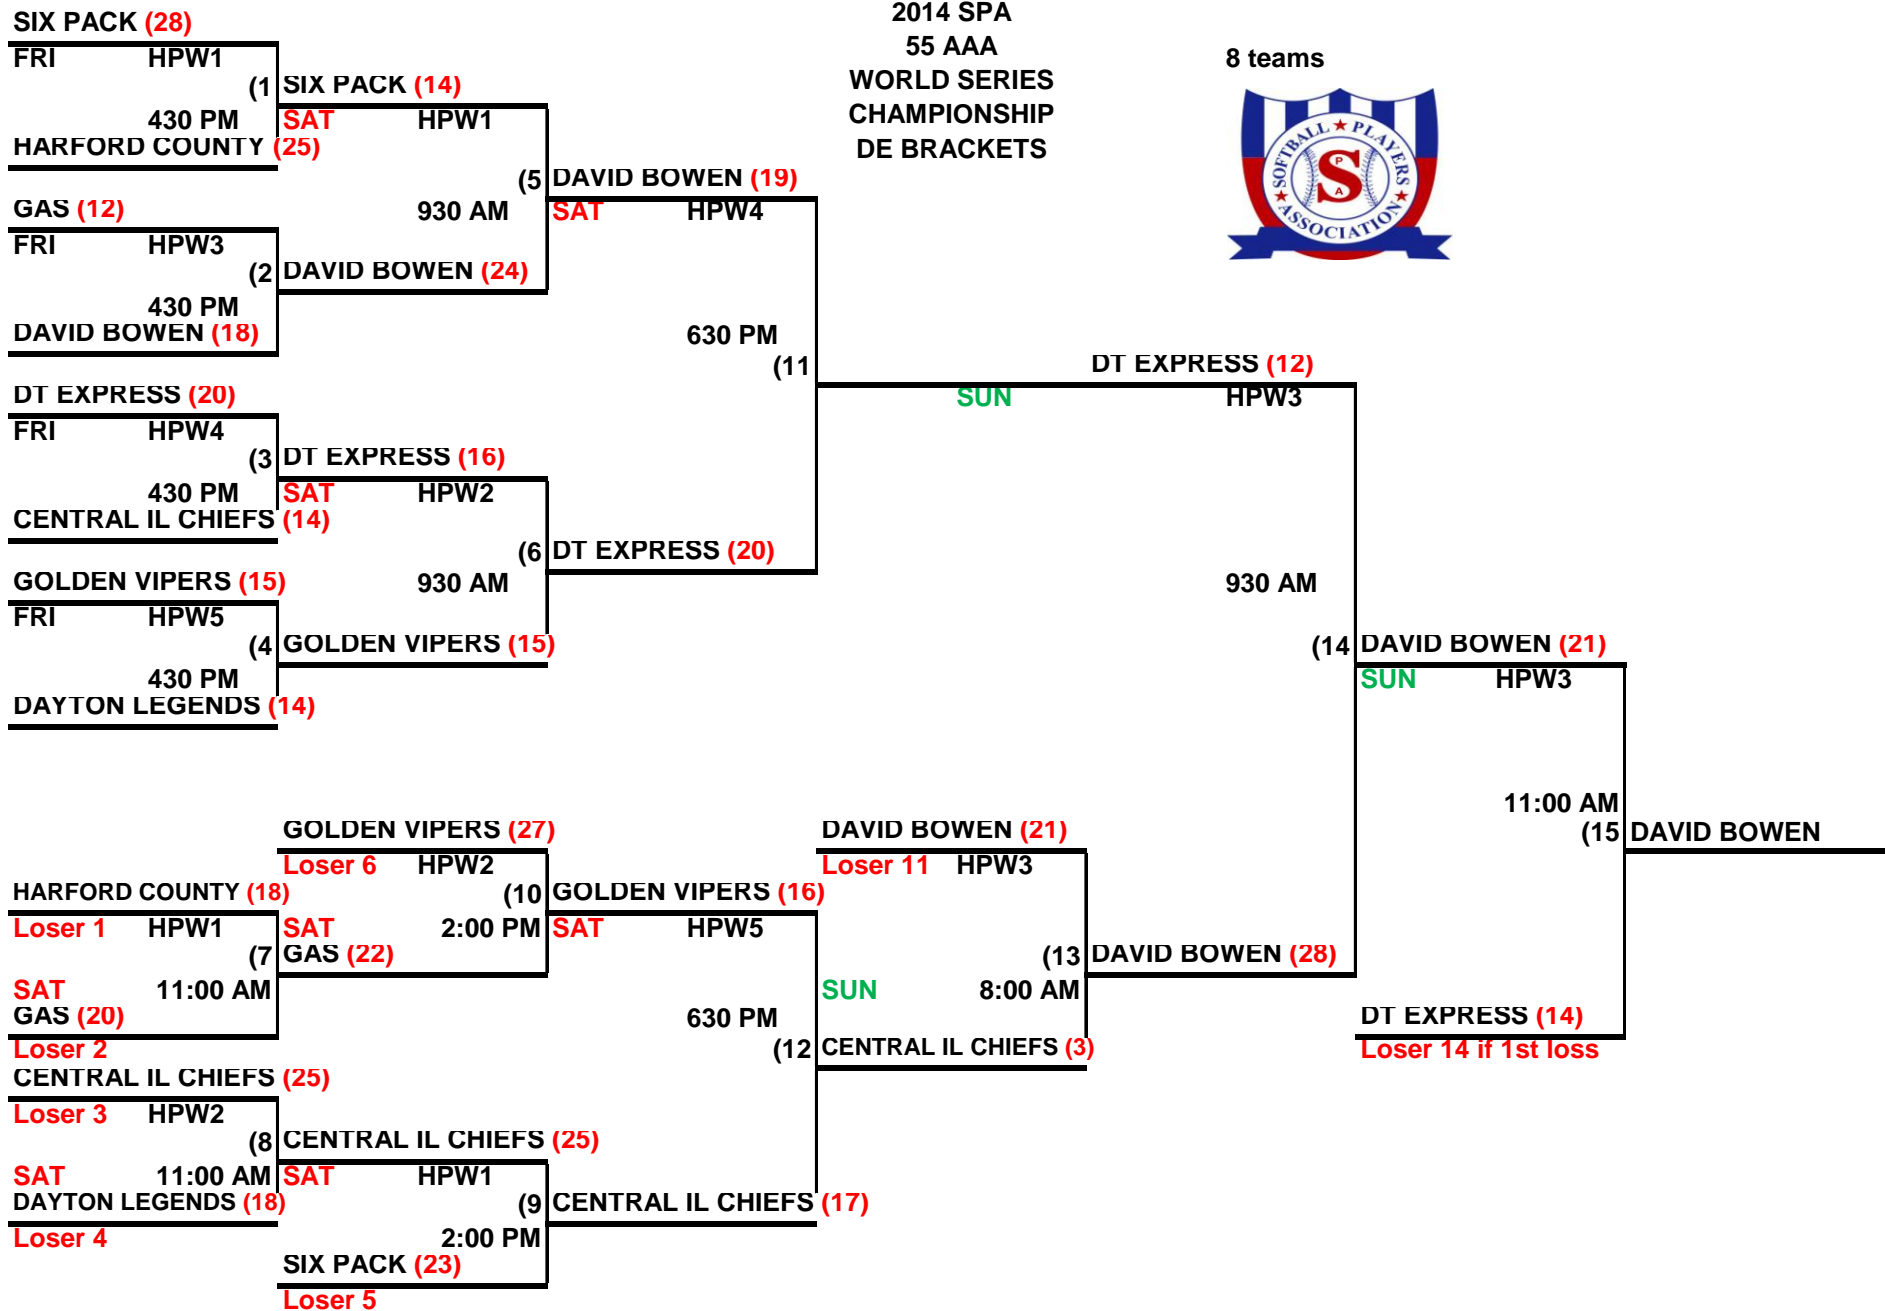 2014 SPA
55 AAA
WORLD SERIES
CHAMPIONSHIP
DE BRACKETS
8 teams
SOFTBALL ★ PLAYERS ★ ASSOCIATION ★
S
P
A
SIX PACK (28)
FRI HPW1
(1 SIX PACK (14)
430 PM SAT HPW1
HARFORD COUNTY (25)
(5 DAVID BOWEN (19)
GAS (12) 930 AM SAT HPW4
FRI HPW3
(2 DAVID BOWEN (24)
430 PM
DAVID BOWEN (18)
630 PM
(11 DT EXPRESS (12)
DT EXPRESS (20) SUN HPW3
FRI HPW4
(3 DT EXPRESS (16)
430 PM SAT HPW2
CENTRAL IL CHIEFS (14)
(6 DT EXPRESS (20)
GOLDEN VIPERS (15) 930 AM 930 AM
FRI HPW5
(4 GOLDEN VIPERS (15) (14 DAVID BOWEN (21)
430 PM SUN HPW3
DAYTON LEGENDS (14)
11:00 AM
GOLDEN VIPERS (27) DAVID BOWEN (21) (15 DAVID BOWEN
Loser 6 HPW2 Loser 11 HPW3
HARFORD COUNTY (18) (10 GOLDEN VIPERS (16)
Loser 1 HPW1 SAT 2:00 PM SAT HPW5
(7 GAS (22) (13 DAVID BOWEN (28)
SAT 11:00 AM SUN 8:00 AM
GAS (20) 630 PM DT EXPRESS (14)
Loser 2 (12 CENTRAL IL CHIEFS (3) Loser 14 if 1st loss
CENTRAL IL CHIEFS (25)
Loser 3 HPW2
(8 CENTRAL IL CHIEFS (25)
SAT 11:00 AM SAT HPW1
DAYTON LEGENDS (18) (9 CENTRAL IL CHIEFS (17)
Loser 4 2:00 PM
SIX PACK (23)
Loser 5